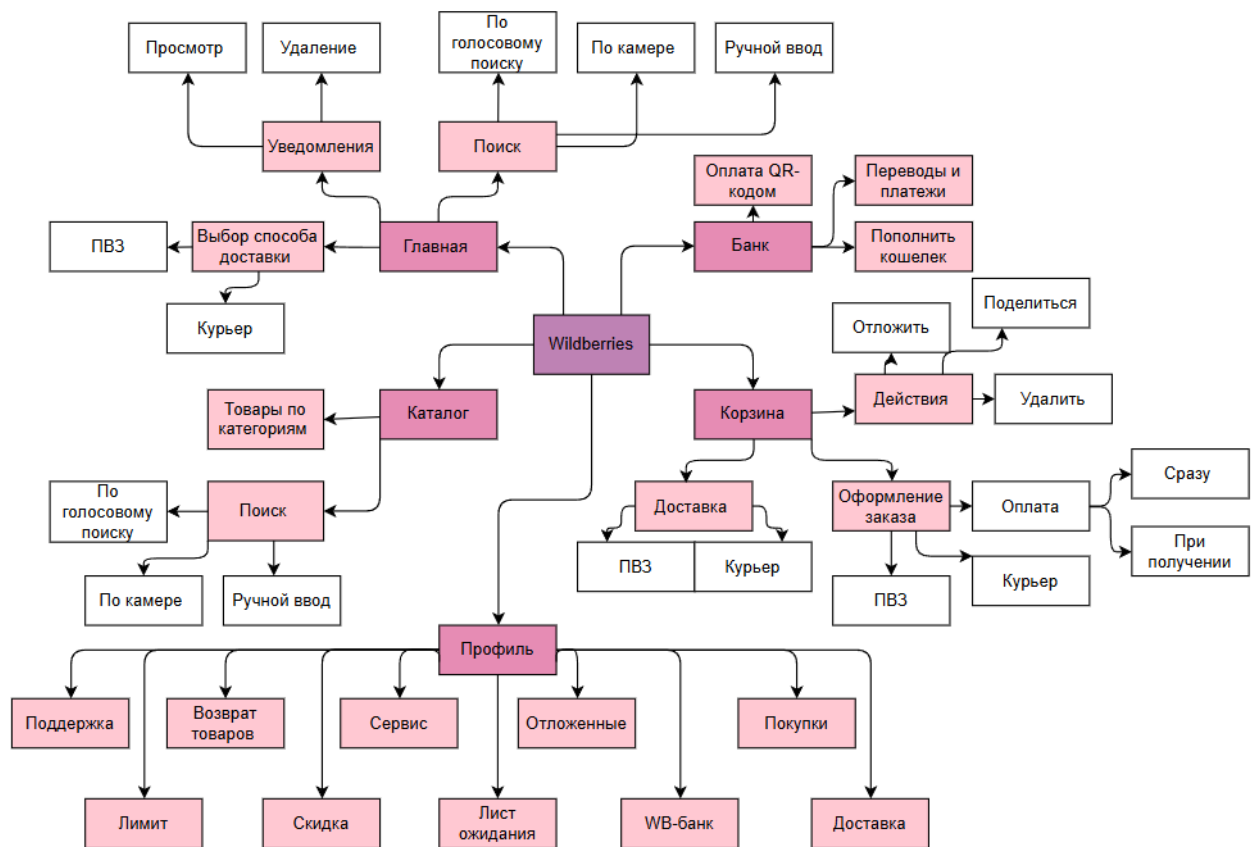 По
голосовому
поиску
Просмотр
Удаление
По камере
Ручной ввод
Уведомления
Поиск
Оплата QR-
кодом
Переводы и
платежи
ПВЗ
Выбор способа
доставки
Главная
Банк
Пополнить
кошелек
Курьер
Wildberries
Отложить
Поделиться
Товары по
категориям
Каталог
Корзина
Действия
Удалить
По
голосовому
поиску
Поиск
Доставка
Оформление
заказа
Оплата
Сразу
При
получении
По камере
Ручной ввод
ПВЗ
Курьер
ПВЗ
Курьер
Профиль
Поддержка
Возврат
товаров
Сервис
Отложенные
Покупки
Лимит
Скидка
Лист
ожидания
WB-банк
Доставка